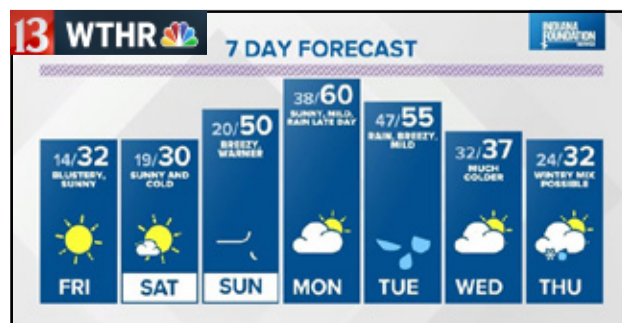 13 WTHR
7 DAY FORECAST
INDIANA
FOUNDATION
14/32
BLUSTERY,
SUNNY
FRI
19/30
SUNNY AND
COLD
SAT
20/50
BREEZY,
WARMER
SUN
38/60
SUNNY, MILD,
RAIN LATE DAY
MON
47/55
RAIN, BREEZY,
MILD
TUE
32/37
MUCH
COLDER
WED
24/32
WINTRY MIX
POSSIBLE
THU